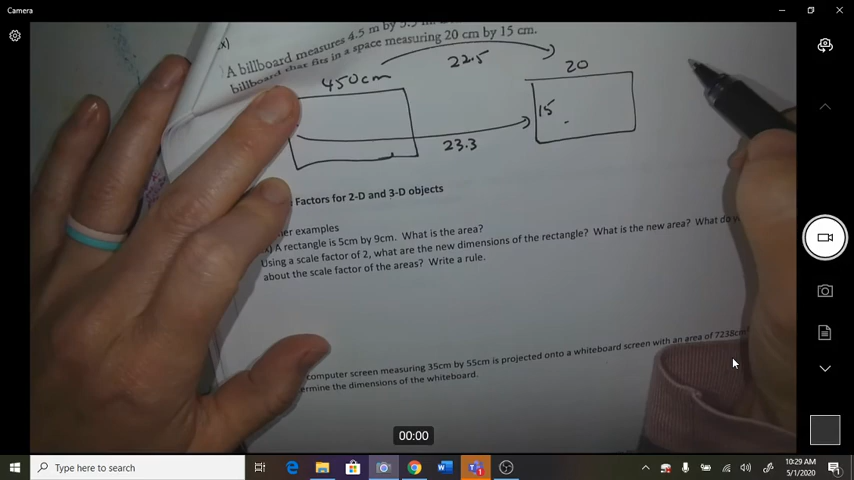 Camera
A billboard measures 4.5 m by 3.5 m.
billboard that fits in a space measuring 20 cm by 15 cm.
450cm
22.5
20
15
23.3
Factors for 2-D and 3-D objects
examples
A rectangle is 5cm by 9cm. What is the area?
Using a scale factor of 2, what are the new dimensions of the rectangle? What is the new area? What do
about the scale factor of the areas? Write a rule.
computer screen measuring 35cm by 55cm is projected onto a whiteboard screen with an area of 7238cm
determine the dimensions of the whiteboard.
00:00
Type here to search
10:29 AM
5/1/2020